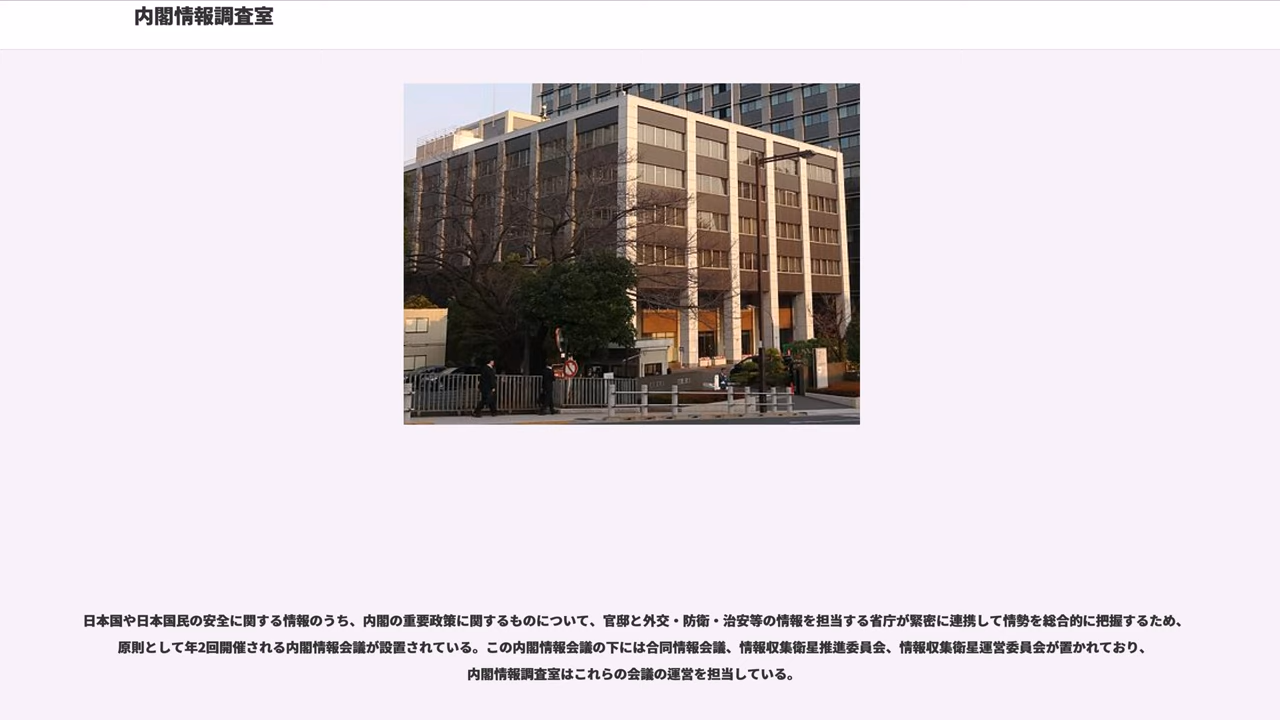 内閣情報調査室
日本国や日本国民の安全に関する情報のうち、内閣の重要政策に関するものについて、官邸と外交・防衛・治安等の情報を担当する省庁が緊密に連携して情勢を総合的に把握するため、
原則として年2回開催される内閣情報会議が設置されている。この内閣情報会議の下には合同情報会議、情報収集衛星推進委員会、情報収集衛星運営委員会が置かれており、
内閣情報調査室はこれらの会議の運営を担当している。